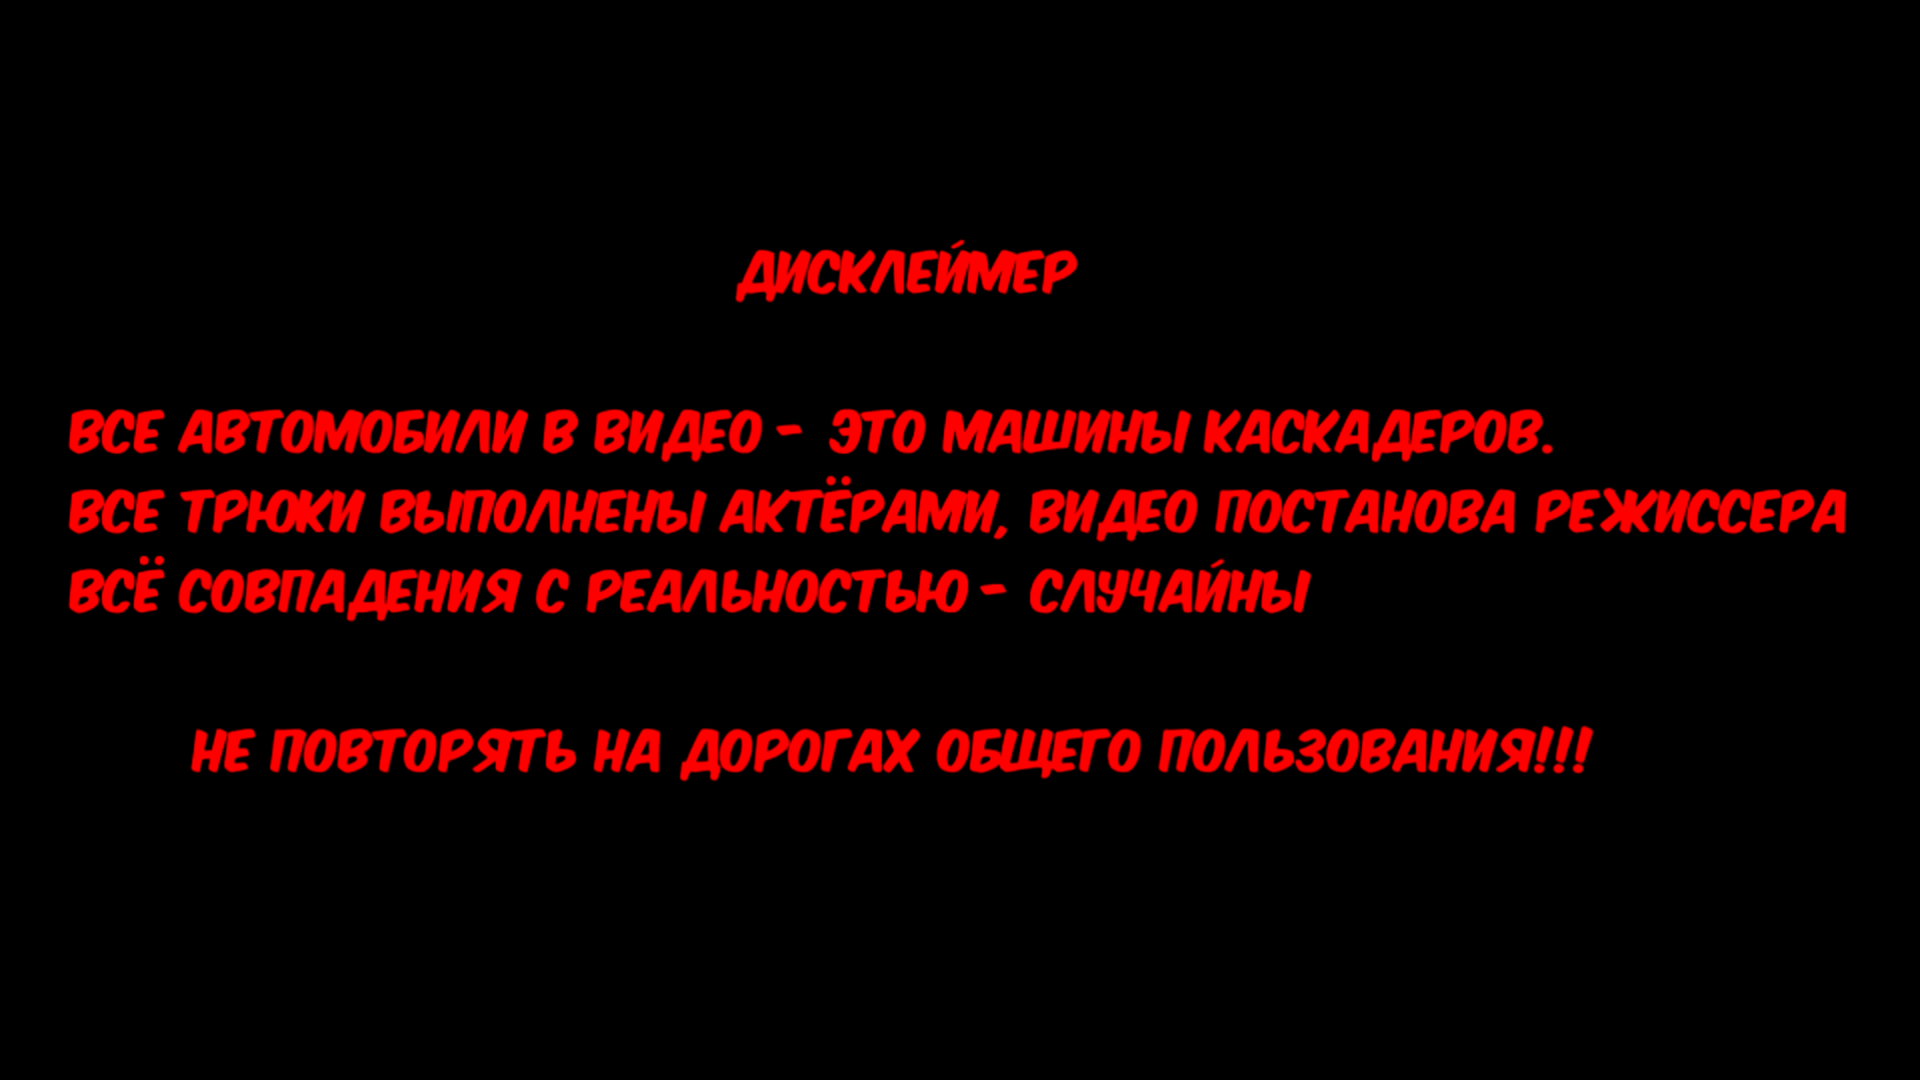 ДИСКЛЕЙМЕР
ВСЕ АВТОМОБИЛИ В ВИДЕО - ЭТО МАШИНЫ КАСКАДЕРОВ.
ВСЕ ТРЮКИ ВЫПОЛНЕНЫ АКТЁРАМИ, ВИДЕО ПОСТАНОВА РЕЖИССЕРА
ВСЁ СОВПАДЕНИЯ С РЕАЛЬНОСТЬЮ - СЛУЧАЙНЫ
НЕ ПОВТОРЯТЬ НА ДОРОГАХ ОБЩЕГО ПОЛЬЗОВАНИЯ!!!